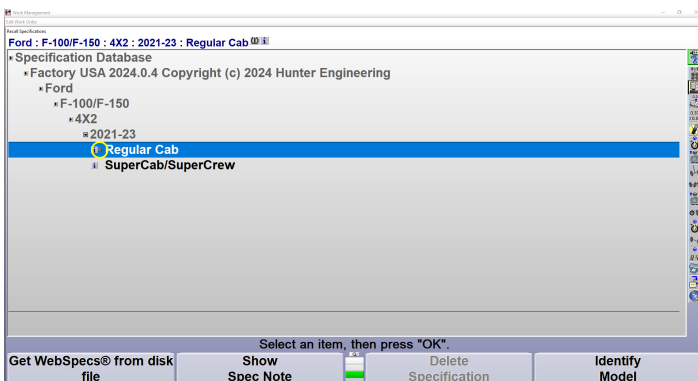 Work Management
Edit Work Order
Recall Specifications
Ford : F-100/F-150 : 4X2 : 2021-23 : Regular Cab
Specification Database
Factory USA 2024.0.4 Copyright (c) 2024 Hunter Engineering
Ford
F-100/F-150
4X2
2021-23
Regular Cab
SuperCab/SuperCrew
Select an item, then press "OK".
Get WebSpecs® from disk file
Show Spec Note
Delete Specification
Identify Model